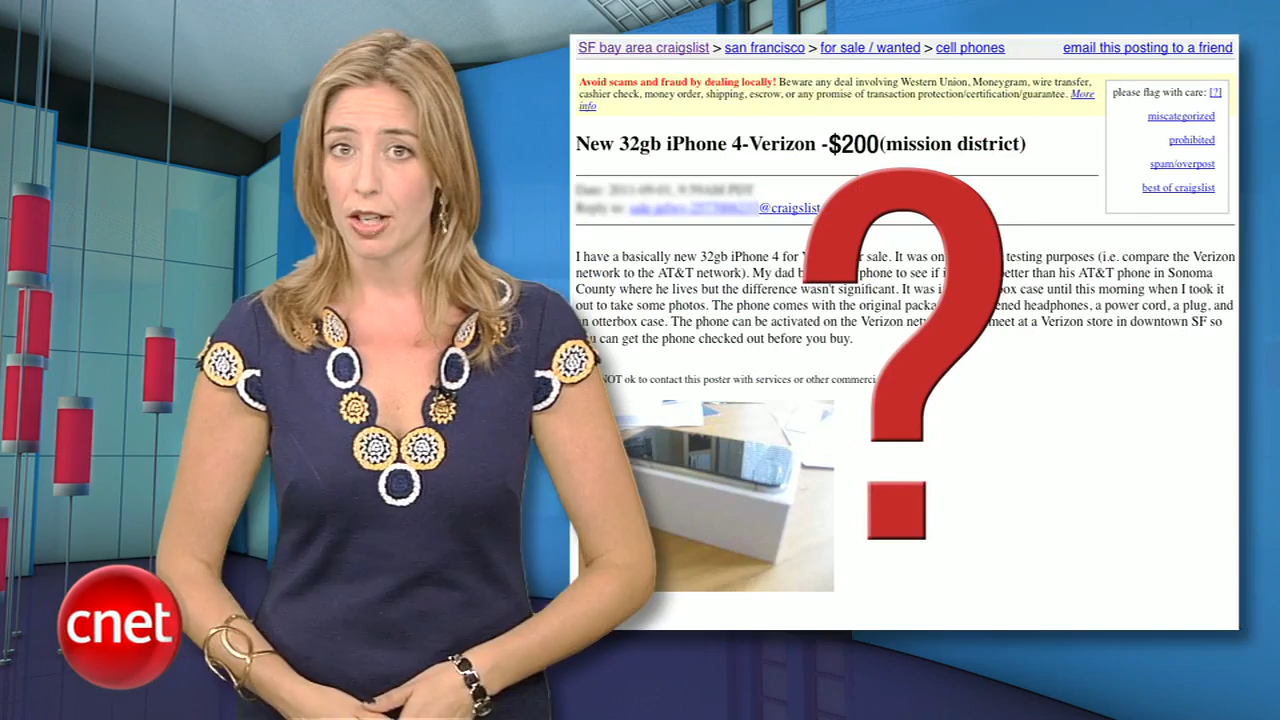 SF bay area craigslist > san francisco > for sale / wanted > cell phones email this posting to a friend
Avoid scams and fraud by dealing locally! Beware any deal involving Western Union, Moneygram, wire transfer,
cashier check, money order, shipping, escrow, or any promise of transaction protection/certification/guarantee. More
info
please flag with care: [?]
miscategorized
prohibited
spam/overpost
best of craigslist
New 32gb iPhone 4-Verizon -$200(mission district)
@craigslist
I have a basically new 32gb iPhone 4 for sale. It was testing purposes (i.e. compare the Verizon
network to the AT&T network). My dad phone to see if his AT&T phone in Sonoma
County where he lives but the difference wasn't significant. It was case until this morning when I took it
out to take some photos. The phone comes with the original headphones, a power cord, a plug, and
otterbox case. The phone can be activated on the Verizon meet at a Verizon store in downtown SF so
can get the phone checked out before you buy.
NOT ok to contact this poster with services or other
?
cnet